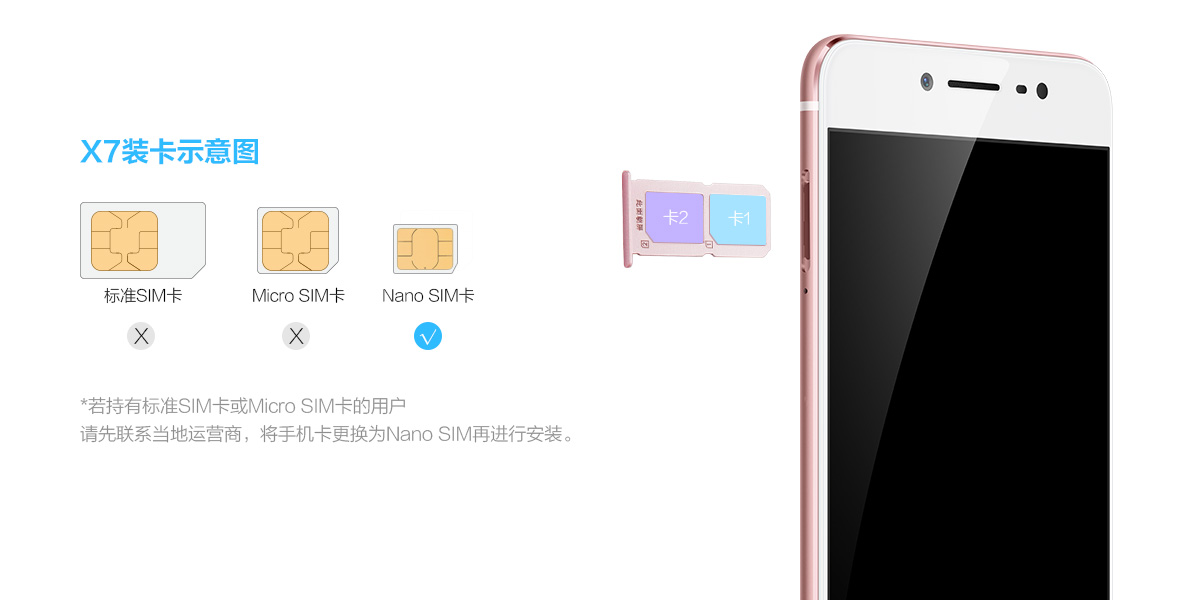 X7装卡示意图
标准SIM卡
Micro SIM卡
Nano SIM卡
X
X
√
*若持有标准SIM卡或Micro SIM卡的用户
请先联系当地运营商，将手机卡更换为Nano SIM再进行安装。
卡2
卡1
2
1